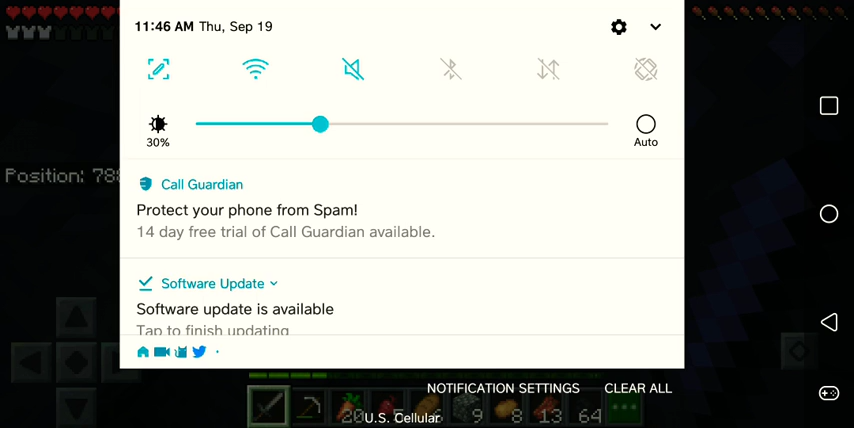 11:46 AM Thu, Sep 19
30%
Auto
Position: 788
Call Guardian
Protect your phone from Spam!
14 day free trial of Call Guardian available.
Software Update
Software update is available
Tap to finish updating
NOTIFICATION SETTINGS CLEAR ALL
20 6 9 8 13 64
U.S. Cellular